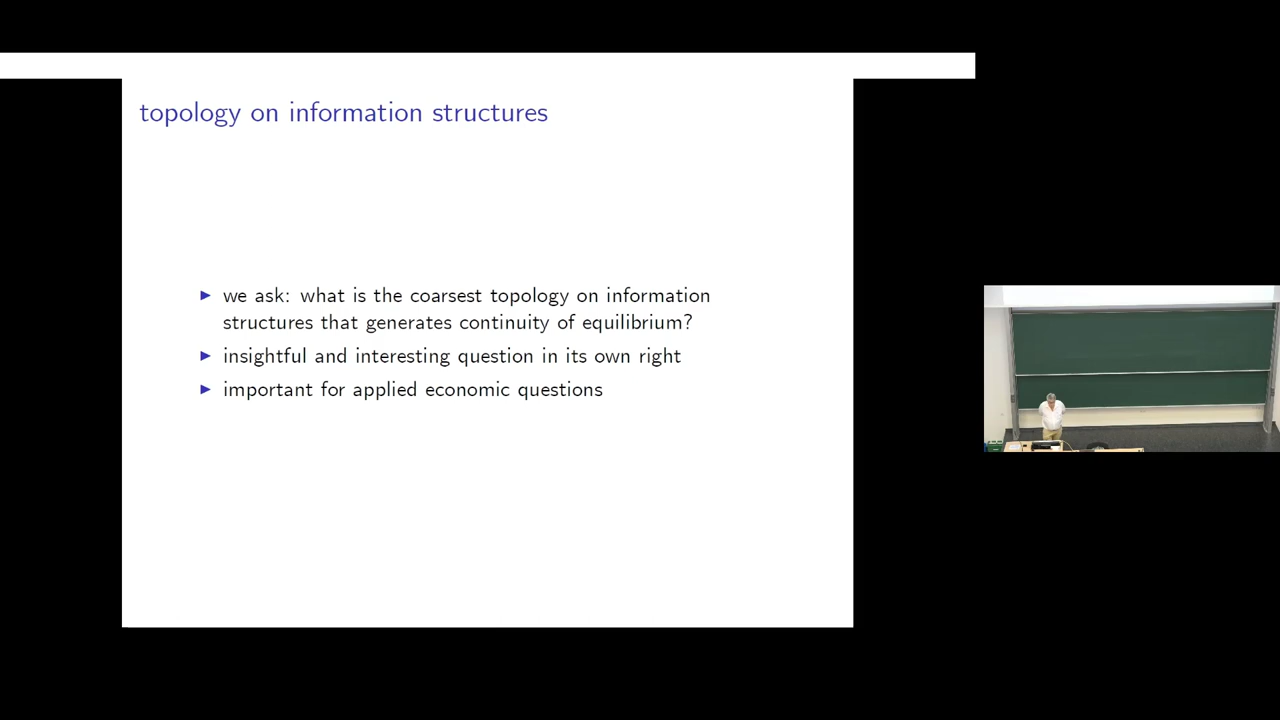 topology on information structures
▶ we ask: what is the coarsest topology on information
structures that generates continuity of equilibrium?
▶ insightful and interesting question in its own right
▶ important for applied economic questions